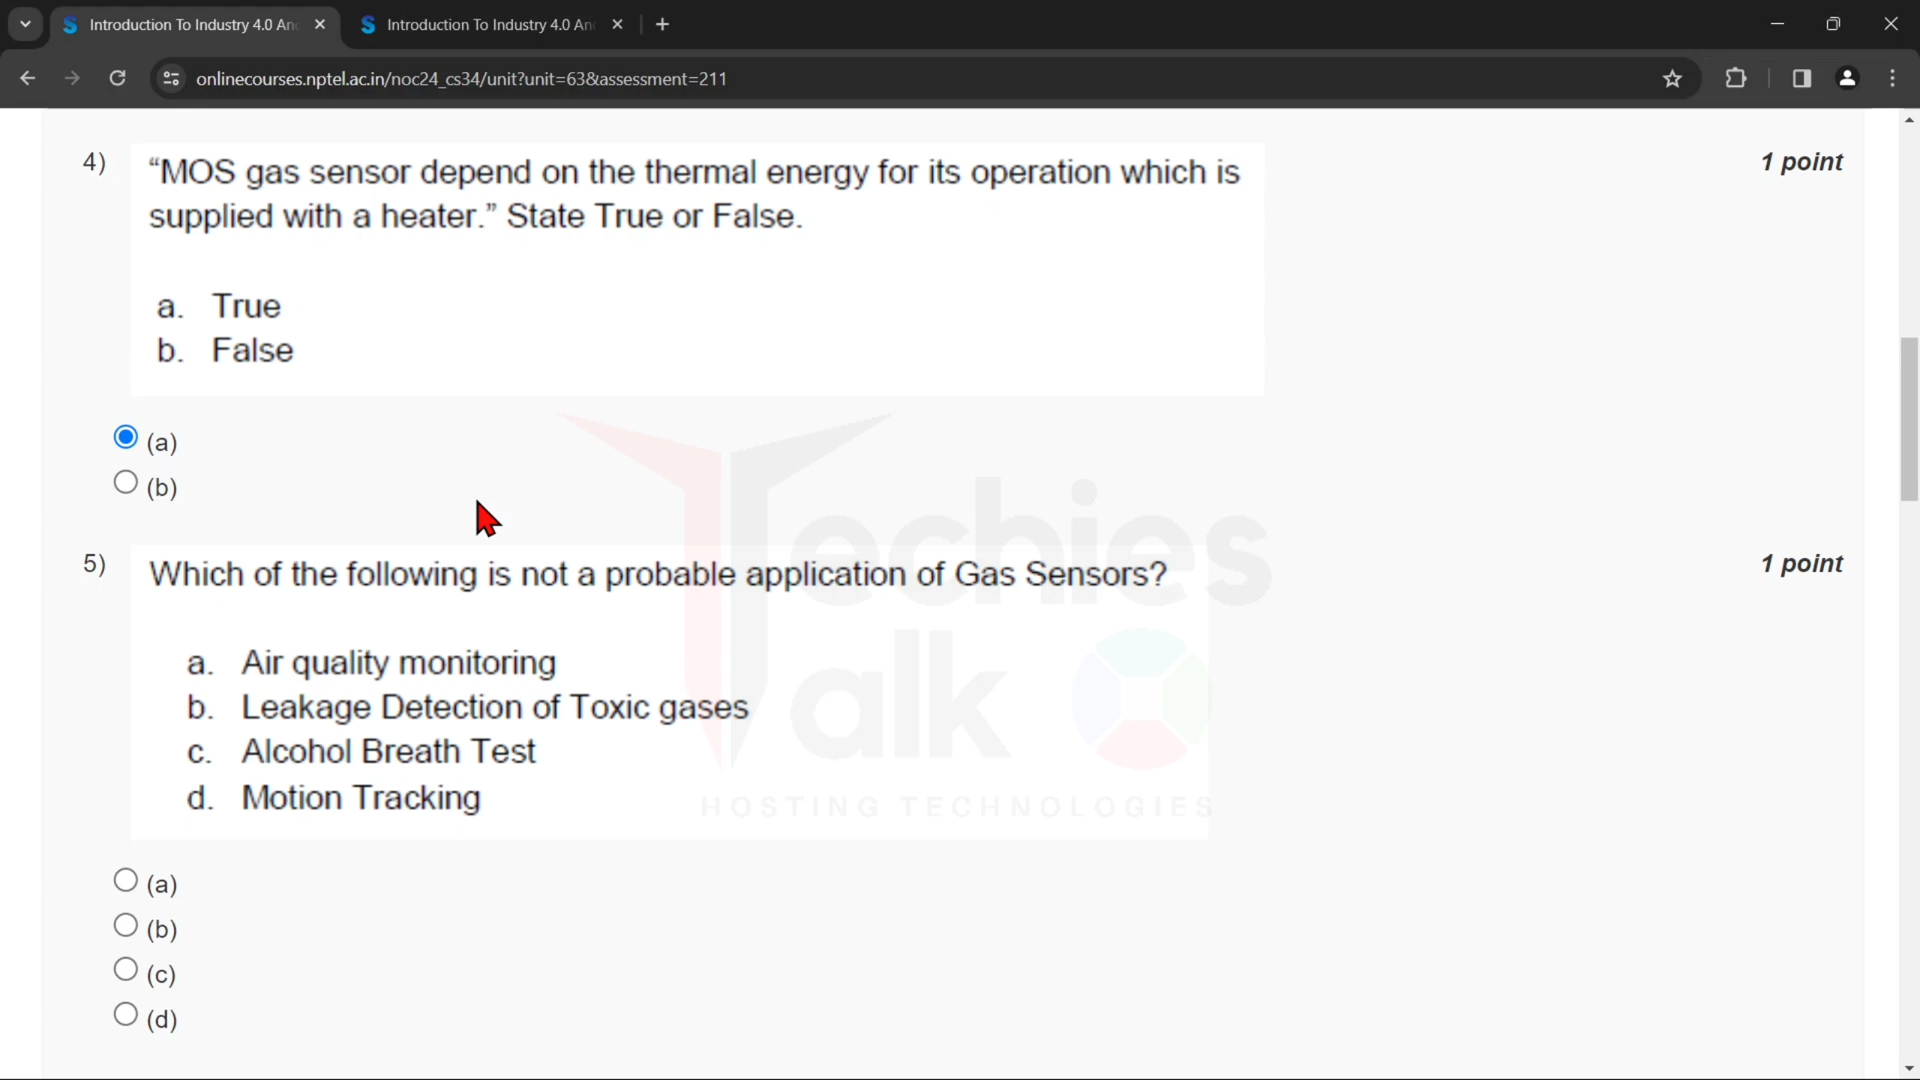 Introduction To Industry 4.0 An
Introduction To Industry 4.0 An
onlinecourses.nptel.ac.in/noc24_cs34/unit?unit=63&assessment=211
4)
“MOS gas sensor depend on the thermal energy for its operation which is
1 point
supplied with a heater.” State True or False.
a. True
b. False
(a)
(b)
5)
Which of the following is not a probable application of Gas Sensors?
1 point
a. Air quality monitoring
b. Leakage Detection of Toxic gases
c. Alcohol Breath Test
d. Motion Tracking
(a)
(b)
(c)
(d)
Techies
Talk
HOSTING TECHNOLOGIES